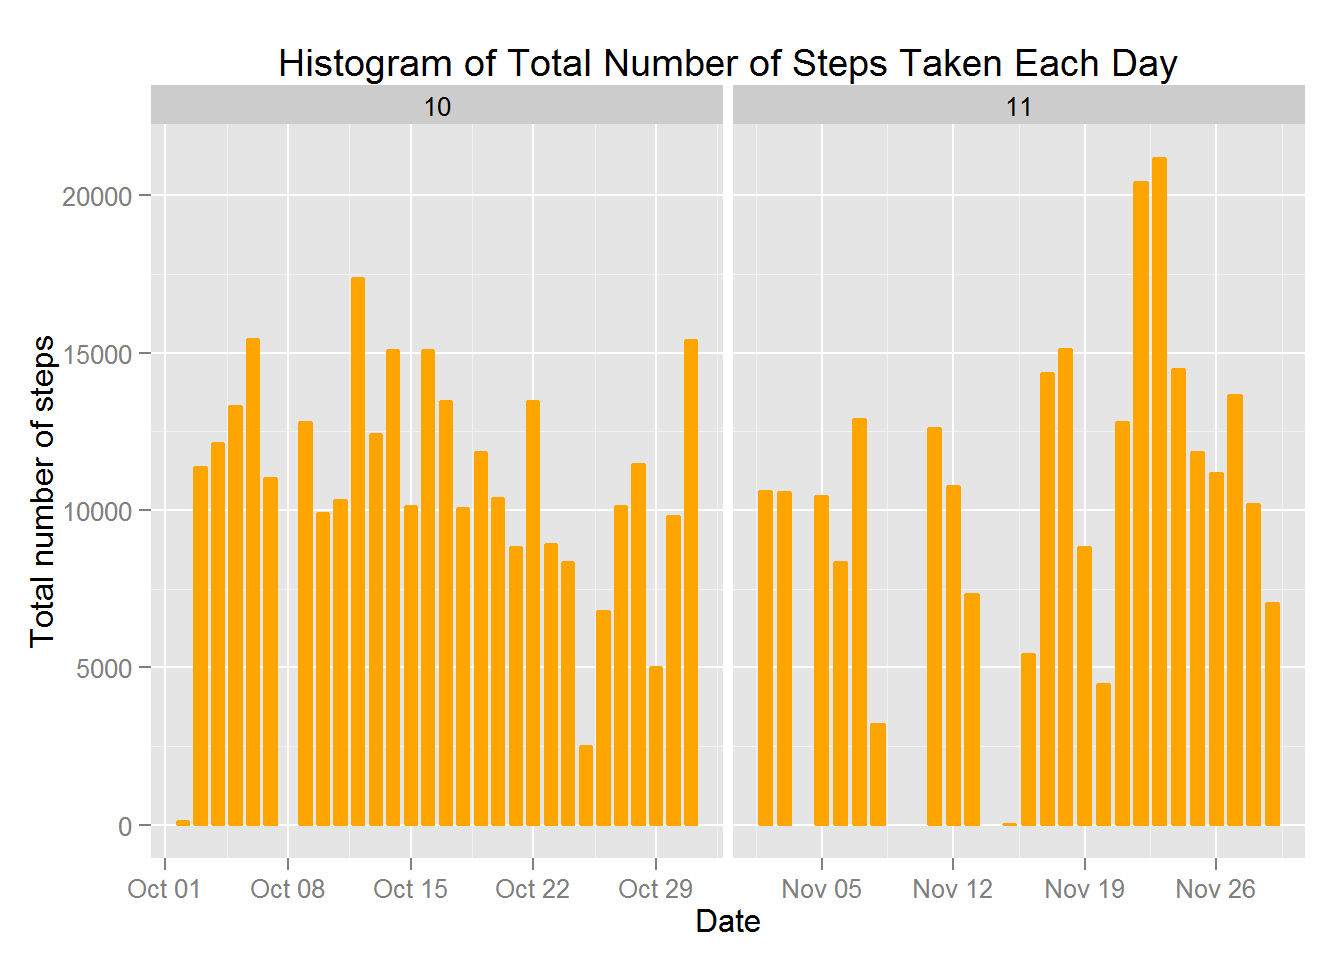 Histogram of Total Number of Steps Taken Each Day
10 11
Total number of steps
20000
15000
10000
5000
0
Oct 01 Oct 08 Oct 15 Oct 22 Oct 29 Nov 05 Nov 12 Nov 19 Nov 26
Date